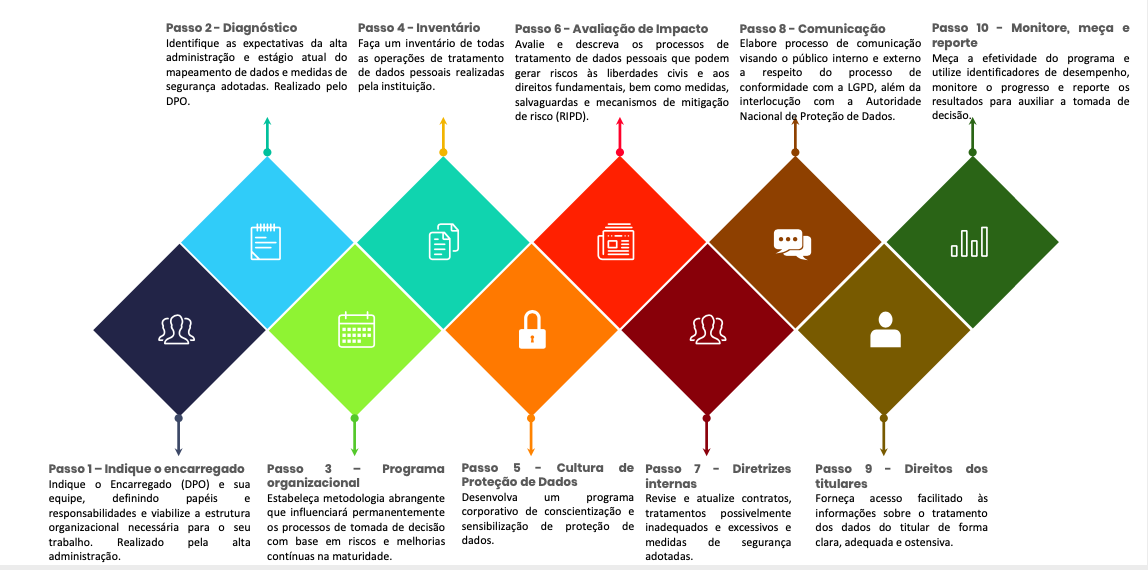 Passo 2 - Diagnóstico
Identifique as expectativas da alta
administração e estágio atual do
mapeamento de dados e medidas de
segurança adotadas. Realizado pelo
DPO.
Passo 4 - Inventário
Faça um inventário de todas
as operações de tratamento
de dados pessoais realizadas
pela instituição.
Passo 6 - Avaliação de Impacto
Avalie e descreva os processos de
tratamento de dados pessoais que podem
gerar riscos às liberdades civis e aos
direitos fundamentais, bem como medidas,
salvaguardas e mecanismos de mitigação
de risco (RIPD).
Passo 8 - Comunicação
Elabore processo de comunicação
visando o público interno e externo
a respeito do processo de
conformidade com a LGPD, além da
interlocução com a Autoridade
Nacional de Proteção de Dados.
Passo 10 - Monitore, meça e
reporte
Meça a efetividade do programa e
utilize identificadores de desempenho,
monitore o progresso e reporte os
resultados para auxiliar a tomada de
decisão.
Passo 1 – Indique o encarregado
Indique o Encarregado (DPO) e sua
equipe, definindo papéis e
responsabilidades e viabilize a estrutura
organizacional necessária para o seu
trabalho. Realizado pela alta
administração.
Passo 3 – Programa
organizacional
Estabeleça metodologia abrangente
que influenciará permanentemente
os processos de tomada de decisão
com base em riscos e melhorias
contínuas na maturidade.
Passo 5 - Cultura de
Proteção de Dados
Desenvolva um programa
corporativo de conscientização e
sensibilização de proteção de
dados.
Passo 7 - Diretrizes
internas
Revise e atualize contratos,
tratamentos possivelmente
inadequados e excessivos e
medidas de segurança
adotadas.
Passo 9 - Direitos dos
titulares
Forneça acesso facilitado às
informações sobre o tratamento
dos dados do titular de forma
clara, adequada e ostensiva.